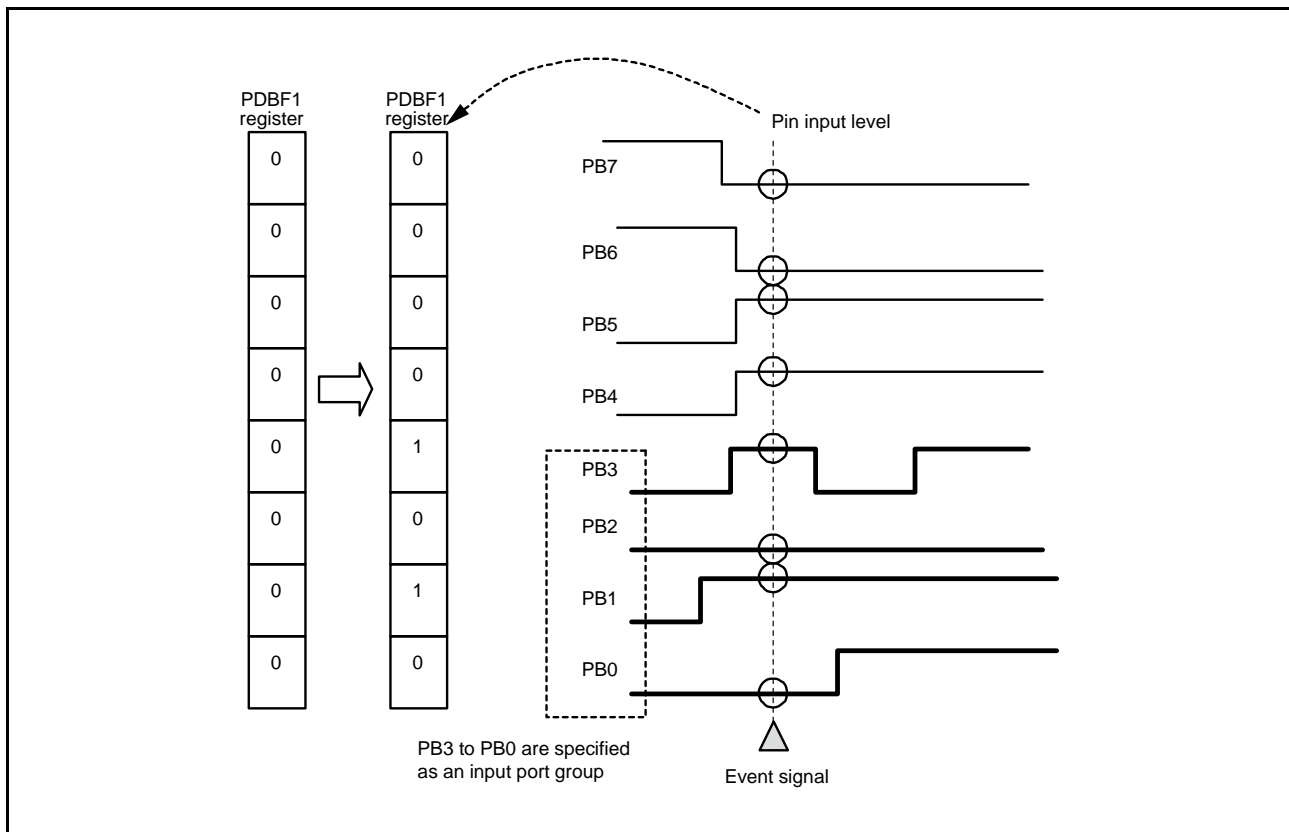 PDBF1
register
PDBF1
register
Pin input level
0
0
0
0
0
0
0
0
0
0
0
0
1
0
1
0
PB7
PB6
PB5
PB4
PB3
PB2
PB1
PB0
PB3 to PB0 are specified
as an input port group
Event signal